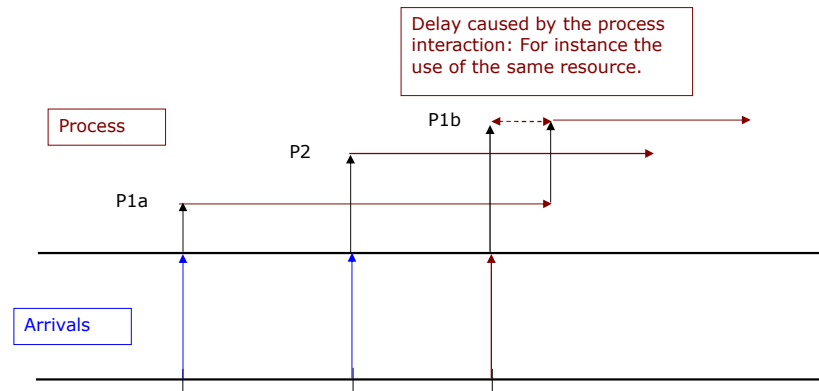 Delay caused by the process
interaction: For instance the
use of the same resource.
Process
P1b
P2
P1a
Arrivals